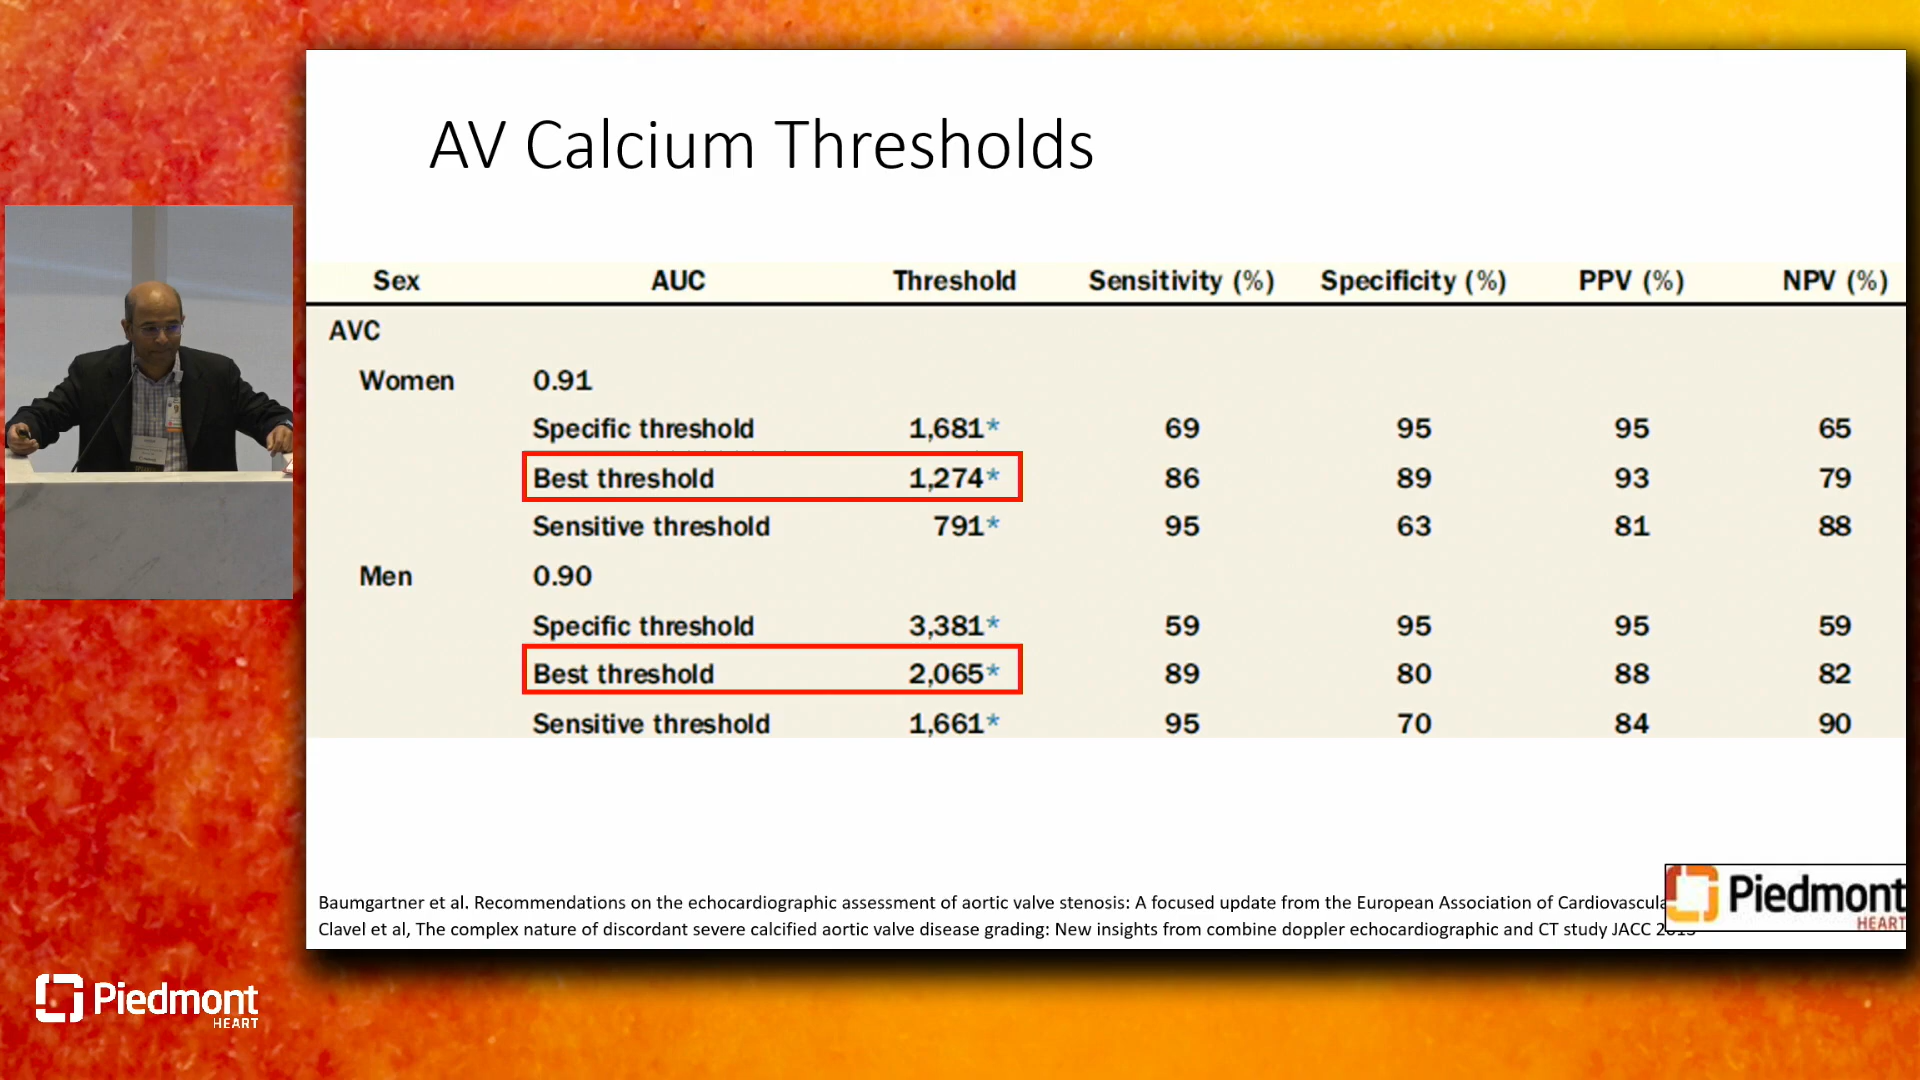 AV Calcium Thresholds
Sex AUC Threshold Sensitivity (%) Specificity (%) PPV (%) NPV (%)
AVC
Women 0.91
Specific threshold 1,681* 69 95 95 65
Best threshold 1,274* 86 89 93 79
Sensitive threshold 791* 95 63 81 88
Men 0.90
Specific threshold 3,381* 59 95 95 59
Best threshold 2,065* 89 80 88 82
Sensitive threshold 1,661* 95 70 84 90
Baumgartner et al. Recommendations on the echocardiographic assessment of aortic valve stenosis: A focused update from the European Association of Cardiovascula
Clavel et al, The complex nature of discordant severe calcified aortic valve disease grading: New insights from combine doppler echocardiographic and CT study JACC
Piedmont
HEART
Piedmont
HEART